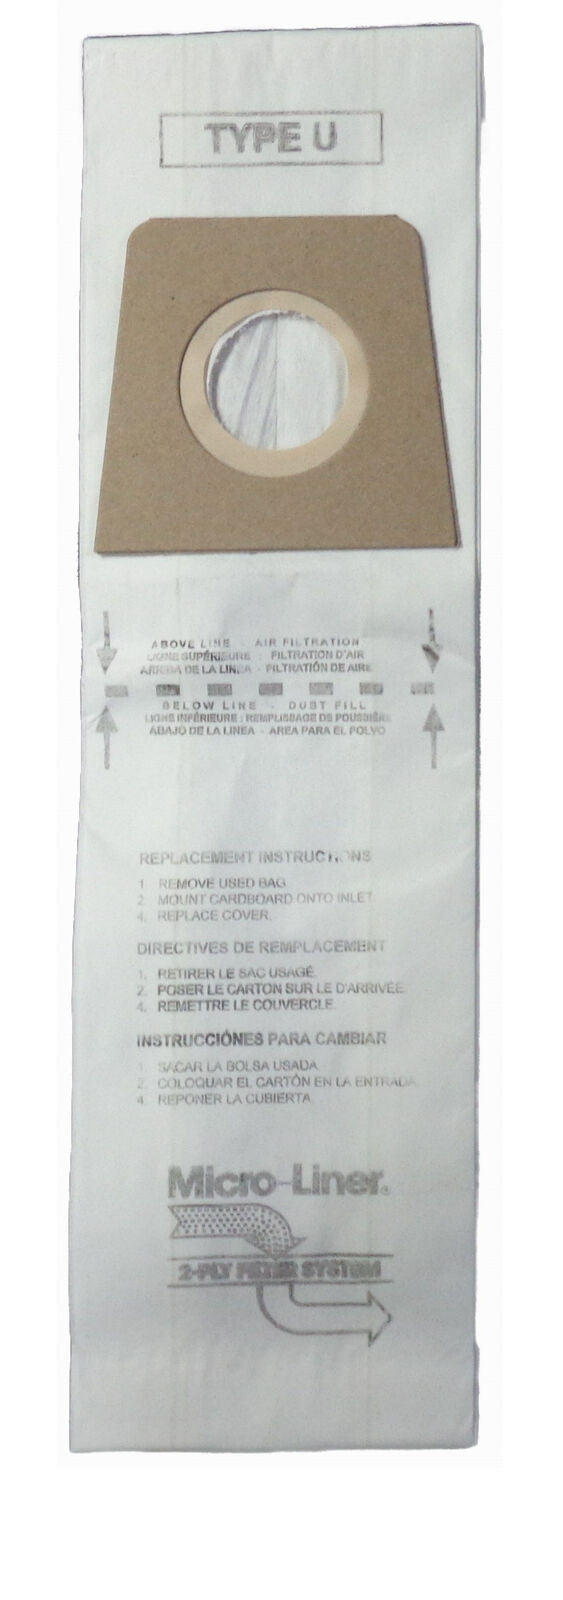 TYPE U
ABOVE LINE - AIR FILTRATION
LIGNE SUPÉRIEURE : FILTRATION D'AIR
ARRIBA DE LA LINEA - FILTRATIÓN DE AIRE
BELOW LINE - DUST FILL
LIGNE INFÉRIEURE : REMPLISSAGE DE POUSSIÈRE
ABAJO DE LA LINEA - AREA PARA EL POLVO
REPLACEMENT INSTRUCTIONS
1. REMOVE USED BAG
2. MOUNT CARDBOARD ONTO INLET
4. REPLACE COVER.
DIRECTIVES DE REMPLACEMENT
1. RETIRER LE SAC USAGÉ.
2. POSER LE CARTON SUR LE D'ARRIVÉE
4. REMETTRE LE COUVERCLE.
INSTRUCCIÓNES PARA CAMBIAR
1. SACAR LA BOLSA USADA
2. COLOQUAR EL CARTÓN EN LA ENTRADA
4. REPONER LA CUBIERTA
Micro-Liner®
2-PLY FILTER SYSTEM